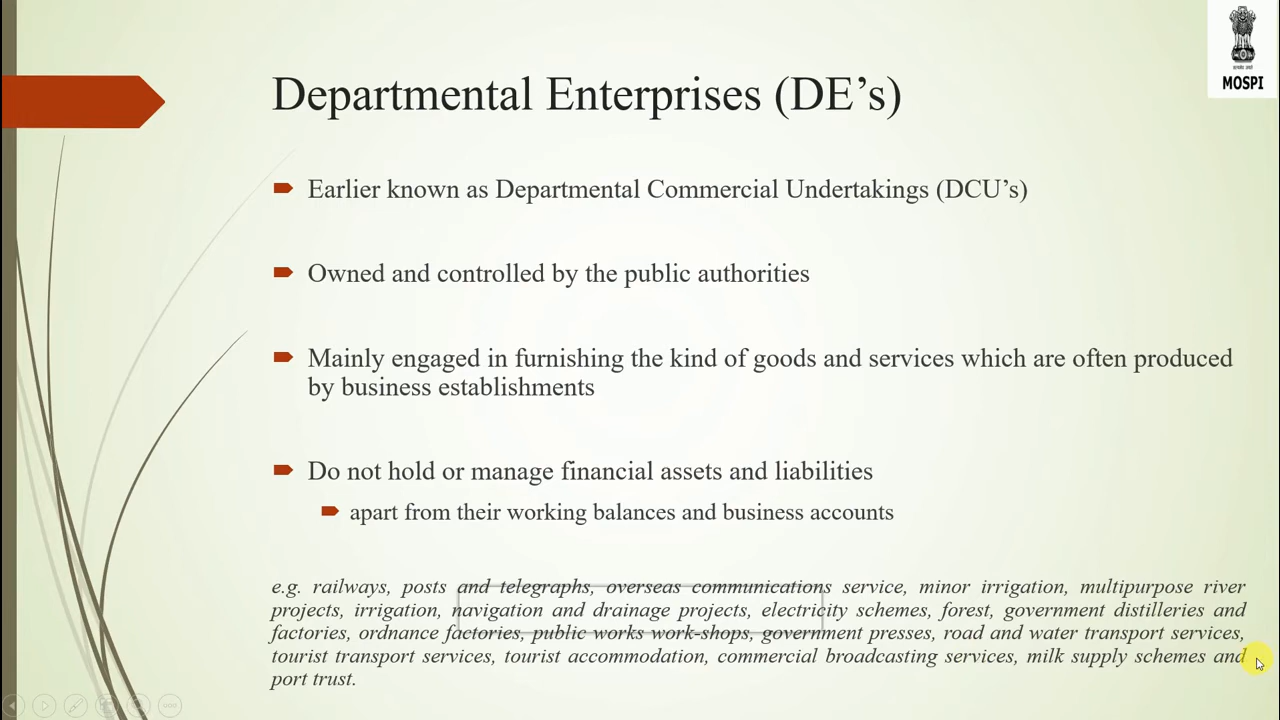 MOSPI
Departmental Enterprises (DE’s)
Earlier known as Departmental Commercial Undertakings (DCU’s)
Owned and controlled by the public authorities
Mainly engaged in furnishing the kind of goods and services which are often produced
by business establishments
Do not hold or manage financial assets and liabilities
apart from their working balances and business accounts
e.g. railways, posts and telegraphs, overseas communications service, minor irrigation, multipurpose river
projects, irrigation, navigation and drainage projects, electricity schemes, forest, government distilleries and
factories, ordnance factories, public works work-shops, government presses, road and water transport services,
tourist transport services, tourist accommodation, commercial broadcasting services, milk supply schemes and
port trust.